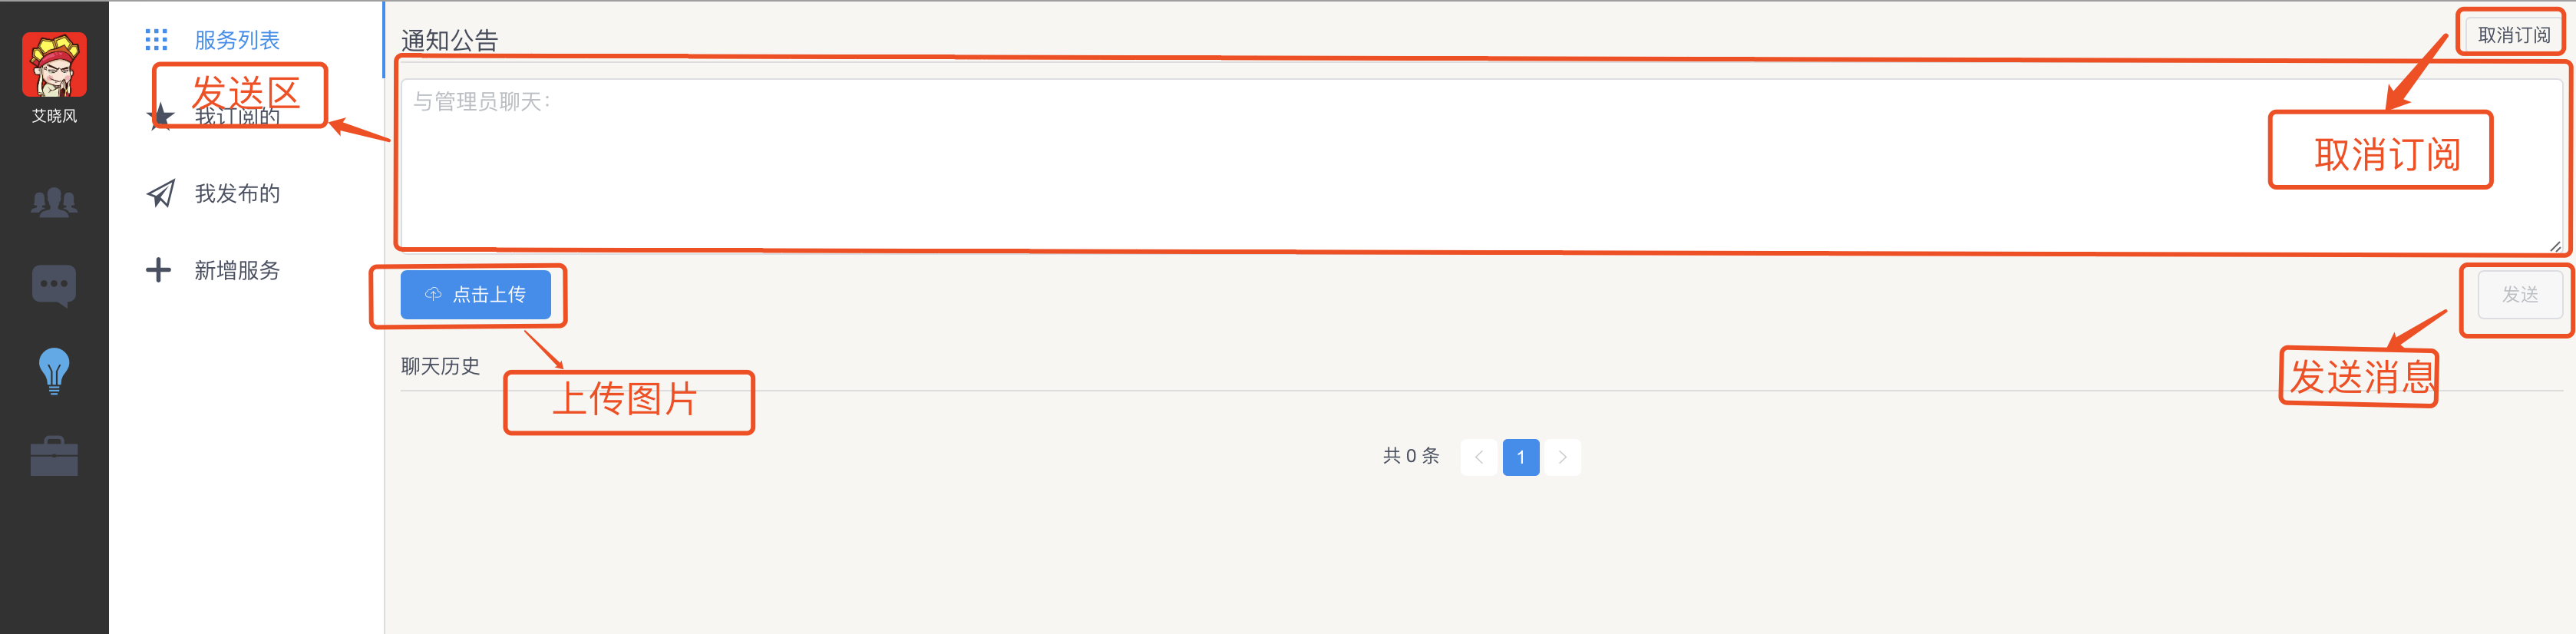 艾晓风
服务列表
发送区
我订阅的
我发布的
新增服务
通知公告
取消订阅
与管理员聊天：
取消订阅
点击上传
发送
上传图片
发送消息
聊天历史
共 0 条
1